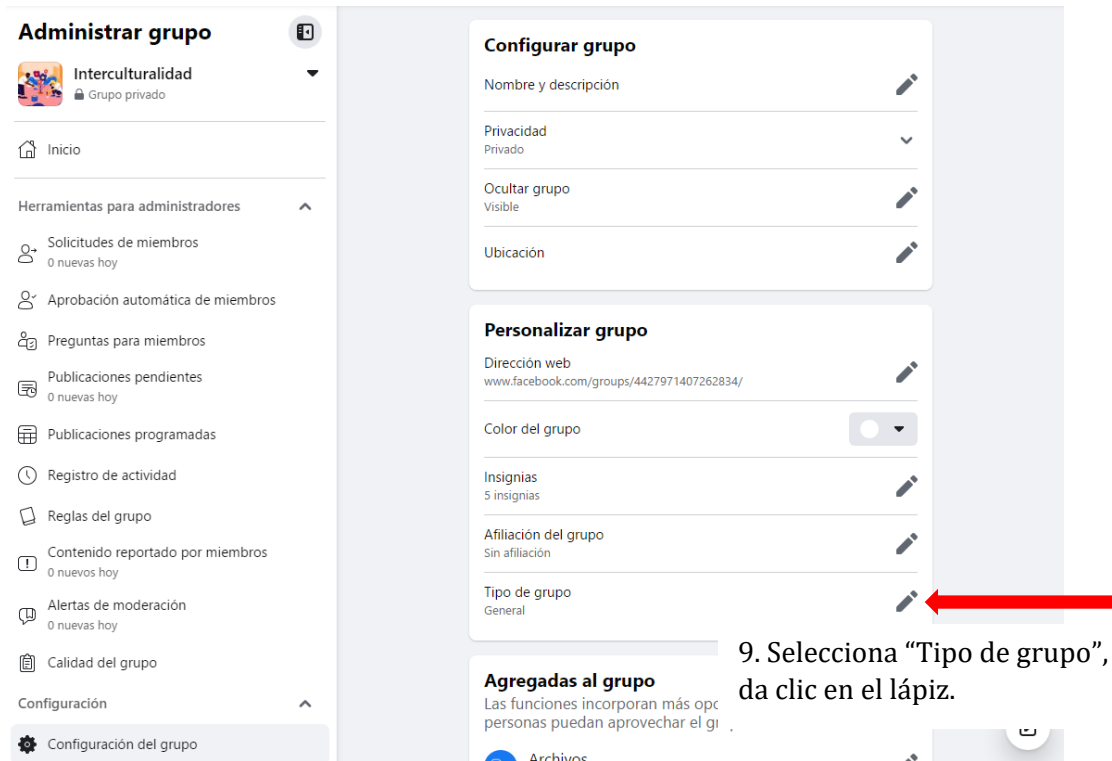 Administrar grupo
Interculturalidad
Grupo privado
Inicio
Herramientas para administradores
Solicitudes de miembros
0 nuevas hoy
Aprobación automática de miembros
Preguntas para miembros
Publicaciones pendientes
0 nuevas hoy
Publicaciones programadas
Registro de actividad
Reglas del grupo
Contenido reportado por miembros
0 nuevos hoy
Alertas de moderación
0 nuevas hoy
Calidad del grupo
Configuración
Configuración del grupo
Configurar grupo
Nombre y descripción
Privacidad
Privado
Ocultar grupo
Visible
Ubicación
Personalizar grupo
Dirección web
www.facebook.com/groups/4427971407262834/
Color del grupo
Insignias
5 insignias
Afiliación del grupo
Sin afiliación
Tipo de grupo
General
9. Selecciona “Tipo de grupo”,
da clic en el lápiz.
Agregadas al grupo
Las funciones incorporan más
personas puedan aprovechar el
Archivos